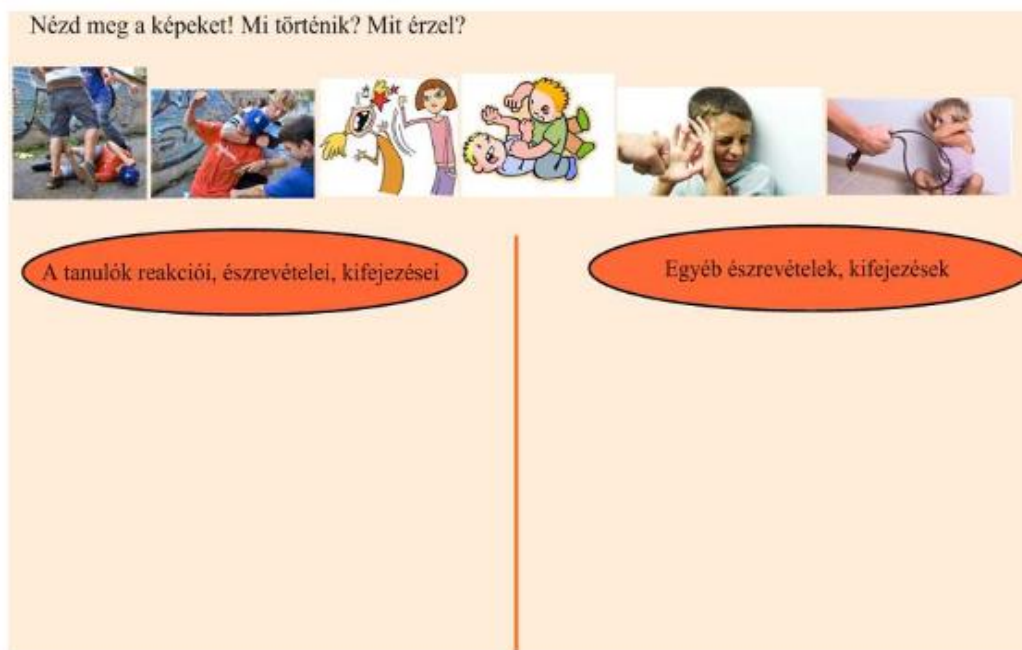 Nézd meg a képeket! Mi történik? Mit érzel?
A tanulók reakciói, észrevételei, kifejezései
Egyéb észrevételek, kifejezések